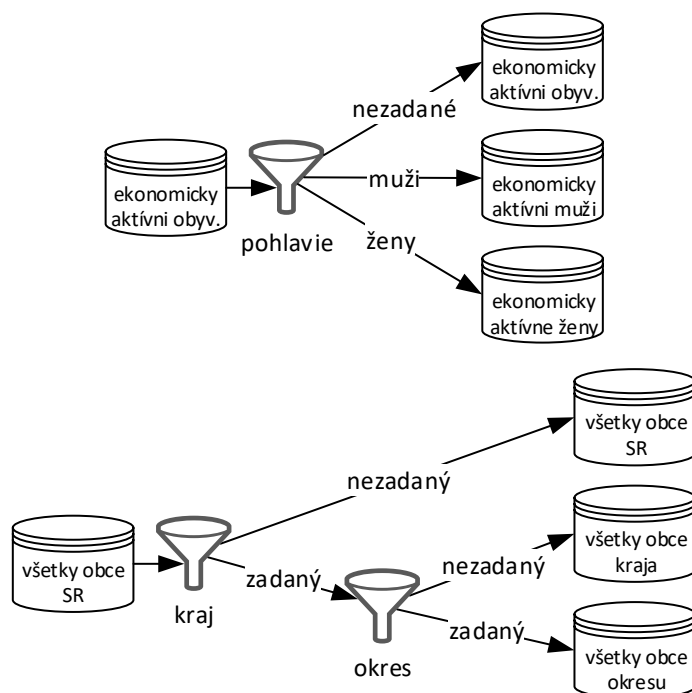 ekonomicky
aktívni obyv.
nezadané
ekonomicky
aktívni obyv.
muži
ekonomicky
aktívni muži
pohlavie
ženy
ekonomicky
aktívne ženy
všetky obce
SR
nezadaný
všetky obce
SR
kraj
zadaný
nezadaný
všetky obce
kraja
okres
zadaný
všetky obce
okresu